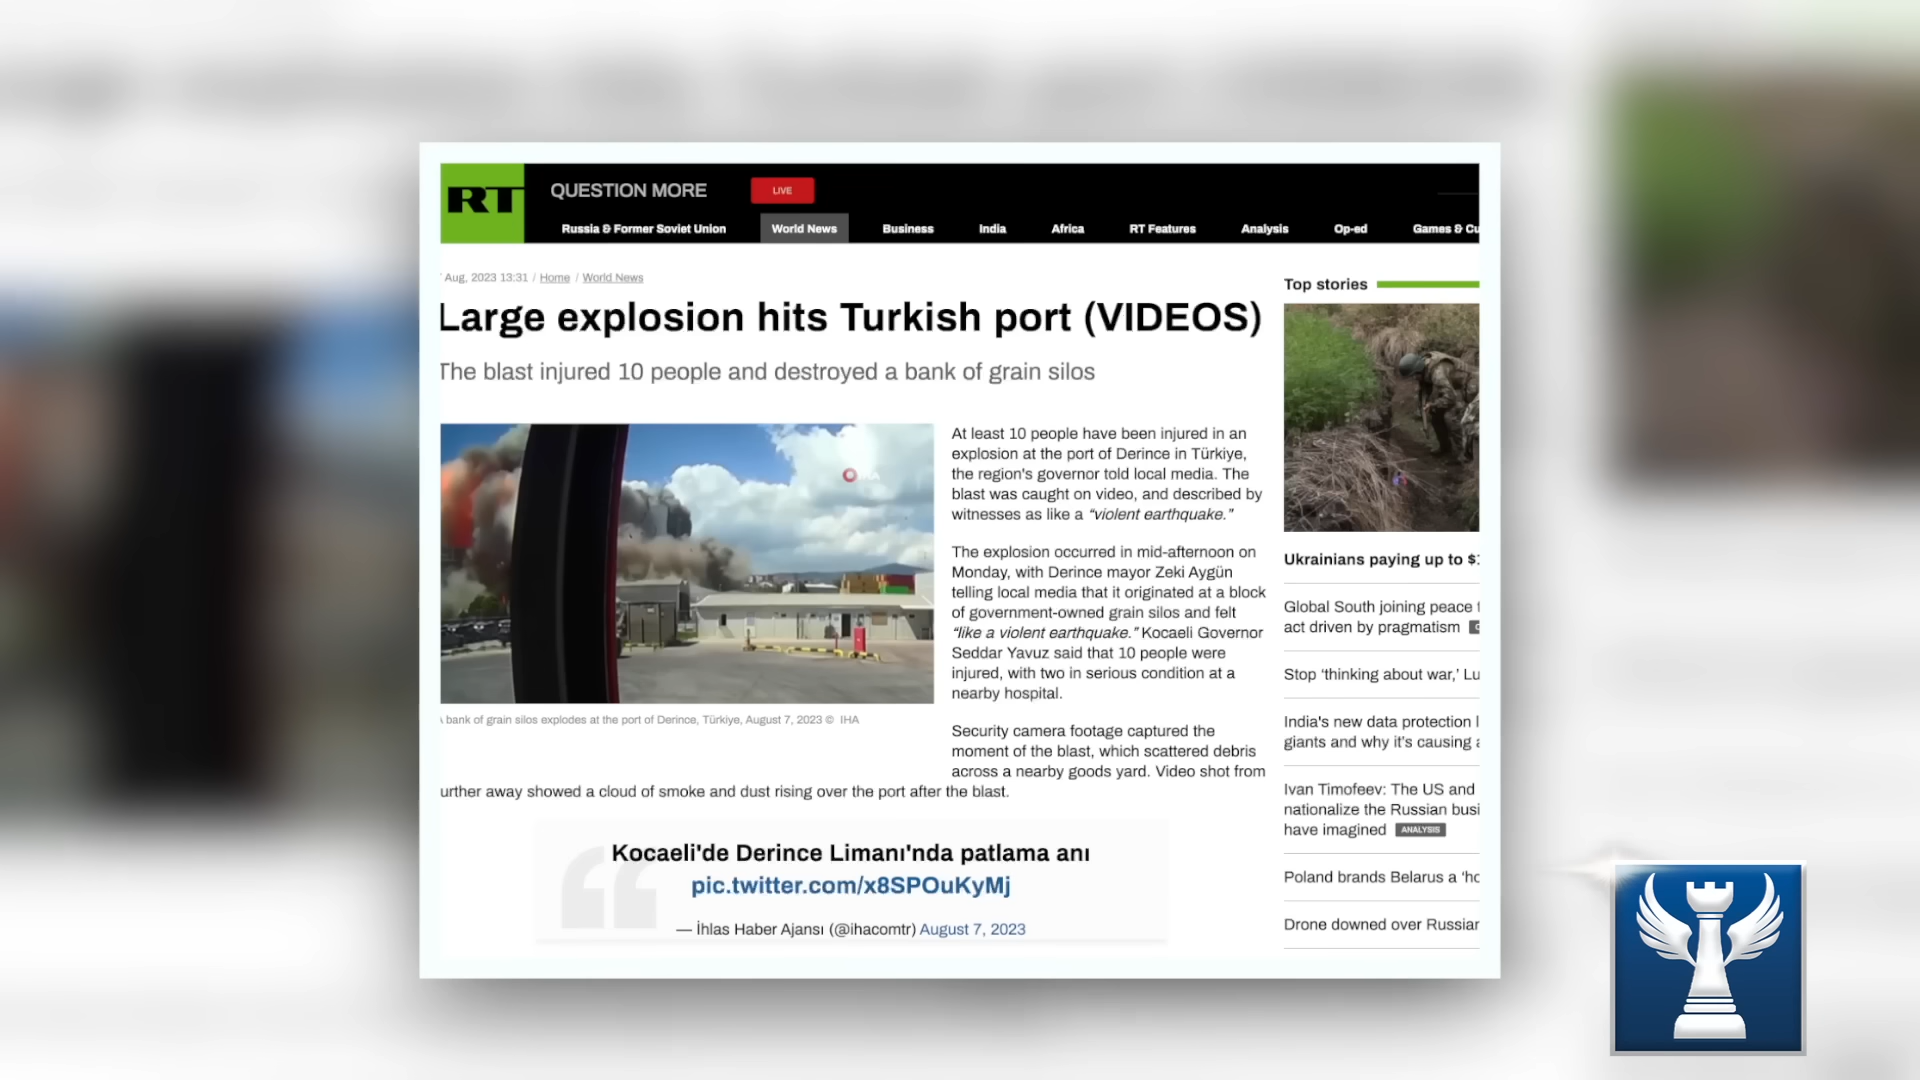 RT
QUESTION MORE
LIVE
Russia & Former Soviet Union
World News
Business
India
Africa
RT Features
Analysis
Op-ed
Games & Cu
Aug, 2023 13:31 / Home / World News
Large explosion hits Turkish port (VIDEOS)
The blast injured 10 people and destroyed a bank of grain silos
bank of grain silos explodes at the port of Derince, Türkiye, August 7, 2023 © IHA
At least 10 people have been injured in an
explosion at the port of Derince in Türkiye,
the region's governor told local media. The
blast was caught on video, and described by
witnesses as like a “violent earthquake.”
The explosion occurred in mid-afternoon on
Monday, with Derince mayor Zeki Aygün
telling local media that it originated at a block
of government-owned grain silos and felt
“like a violent earthquake.” Kocaeli Governor
Seddar Yavuz said that 10 people were
injured, with two in serious condition at a
nearby hospital.
Security camera footage captured the
moment of the blast, which scattered debris
across a nearby goods yard. Video shot from
urther away showed a cloud of smoke and dust rising over the port after the blast.
Kocaeli'de Derince Limanı'nda patlama anı
pic.twitter.com/x8SPOuKyMj
— İhlas Haber Ajansı (@ihacomtr) August 7, 2023
Top stories
Ukrainians paying up to $
Global South joining peace
act driven by pragmatism
Stop ‘thinking about war,’ Lu
India's new data protection
giants and why it's causing
Ivan Timofeev: The US and
nationalize the Russian busi
have imagined ANALYSIS
Poland brands Belarus a ‘ho
Drone downed over Russian